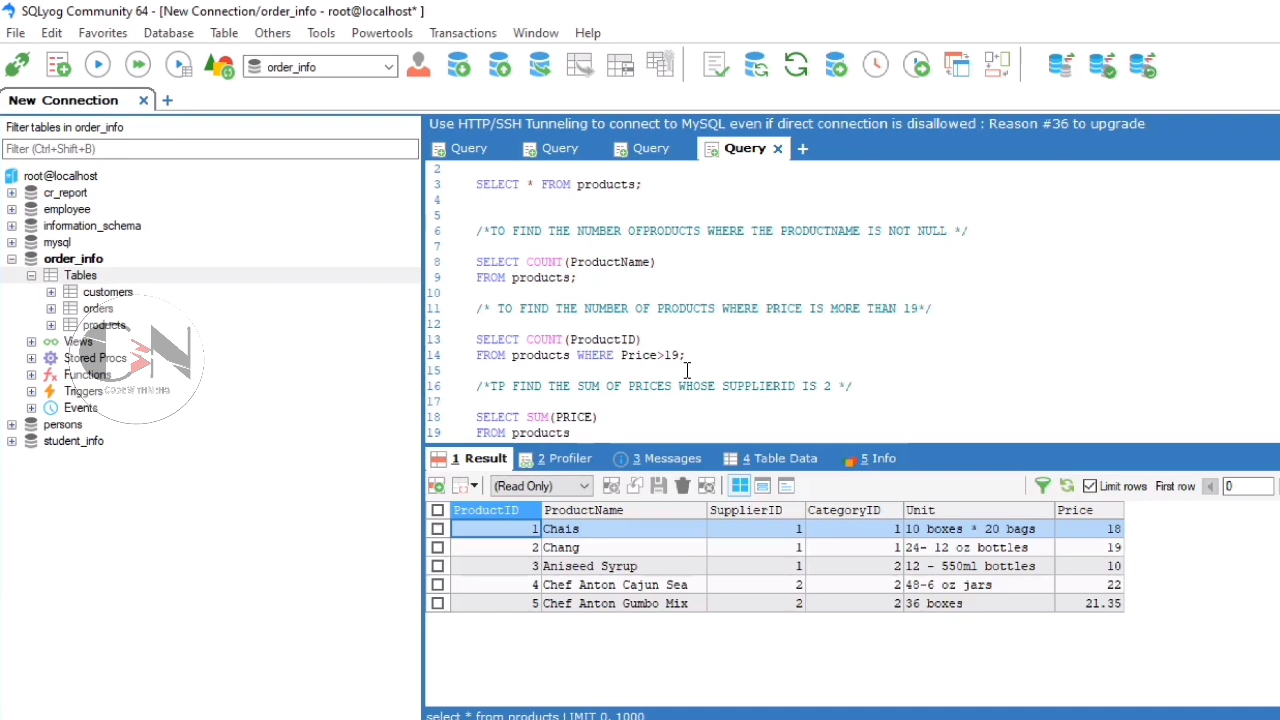 SQLyog Community 64 - [New Connection/order_info - root@localhost* ]
File Edit Favorites Database Table Others Tools Powertools Transactions Window Help
order_info
New Connection
Filter tables in order_info
Filter (Ctrl+Shift+B)
root@localhost
cr_report
employee
information_schema
mysql
order_info
Tables
customers
orders
products
Views
Stored Procs
Functions
Triggers
Events
persons
student_info
Use HTTP/SSH Tunneling to connect to MySQL even if direct connection is disallowed : Reason #36 to upgrade
Query Query Query Query
2
3 SELECT * FROM products;
4
5
6 /*TO FIND THE NUMBER OFPRODUCTS WHERE THE PRODUCTNAME IS NOT NULL */
7
8 SELECT COUNT(ProductName)
9 FROM products;
10
11 /* TO FIND THE NUMBER OF PRODUCTS WHERE PRICE IS MORE THAN 19*/
12
13 SELECT COUNT(ProductID)
14 FROM products WHERE Price>19;
15
16 /*TP FIND THE SUM OF PRICES WHOSE SUPPLIERID IS 2 */
17
18 SELECT SUM(PRICE)
19 FROM products
1 Result 2 Profiler 3 Messages 4 Table Data 5 Info
(Read Only) Limit rows First row 0
ProductID ProductName SupplierID CategoryID Unit Price
1 Chais 1 1 10 boxes * 20 bags 18
2 Chang 1 1 24- 12 oz bottles 19
3 Aniseed Syrup 1 2 12 - 550ml bottles 10
4 Chef Anton Cajun Sea 2 2 48-6 oz jars 22
5 Chef Anton Gumbo Mix 2 2 36 boxes 21.35
select * from products LIMIT 0, 1000